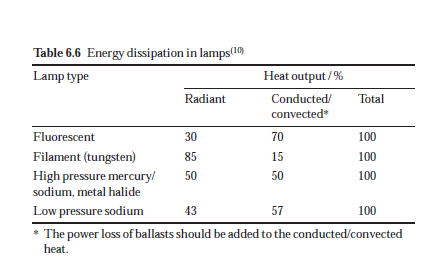 Table 6.6 Energy dissipation in lamps(10)
Lamp type Heat output / %
Radiant Conducted/ Total
convected*
Fluorescent 30 70 100
Filament (tungsten) 85 15 100
High pressure mercury/ 50 50 100
sodium, metal halide
Low pressure sodium 43 57 100
* The power loss of ballasts should be added to the conducted/convected
heat.